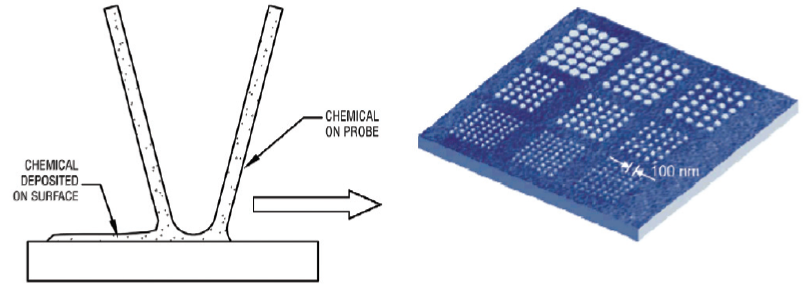 CHEMICAL
ON PROBE
CHEMICAL
DEPOSITED
ON SURFACE
100 nm